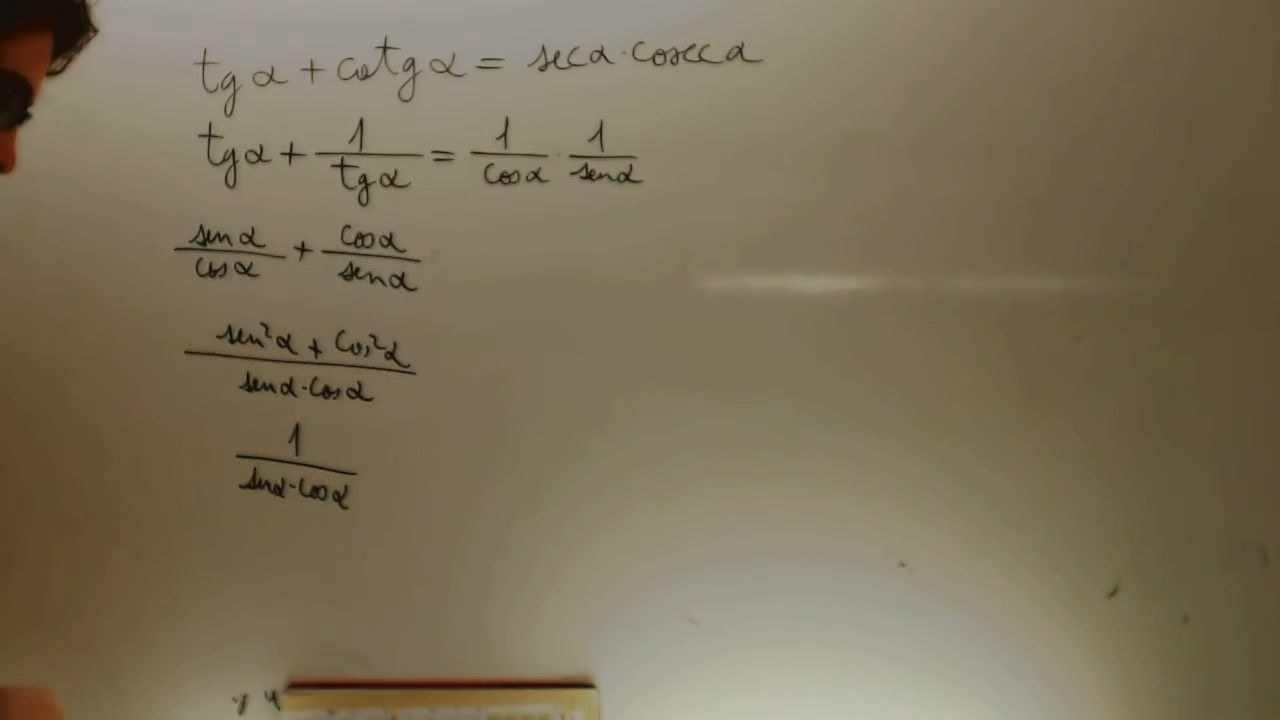 tg α + cotg α = sec α · cosec α
tg α + 1/tg α = 1/cos α · 1/sen α
sen α/cos α + cos α/sen α
sen²α + cos²α/sen α · cos α
1/sen α · cos α